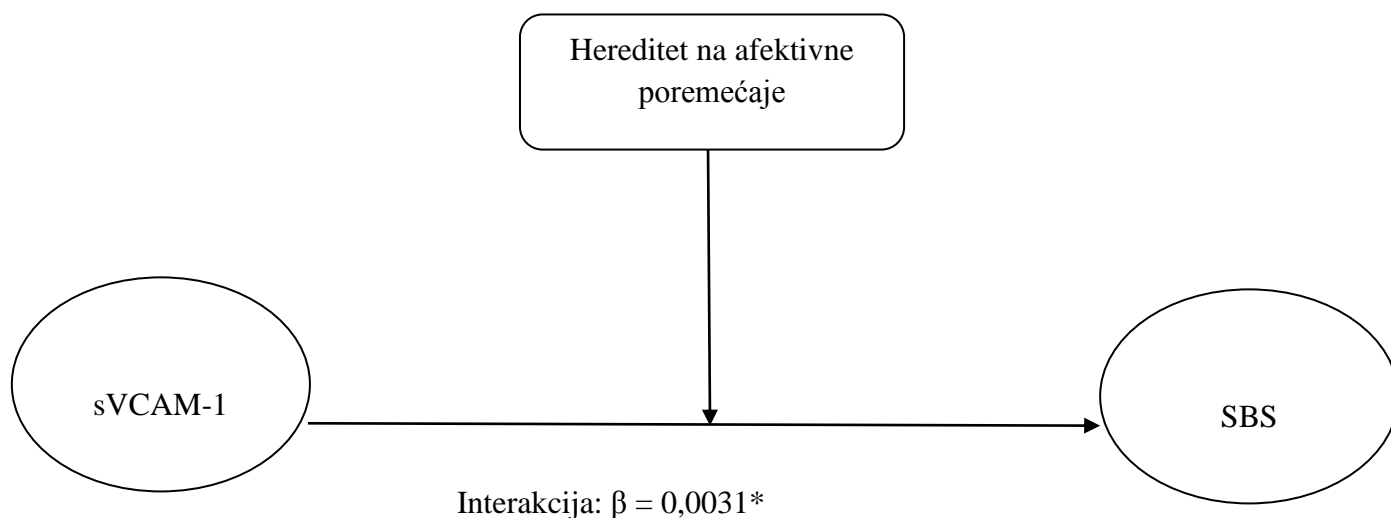 Hereditet na afektivne
poremećaje
sVCAM-1
SBS
Interakcija: β = 0,0031*